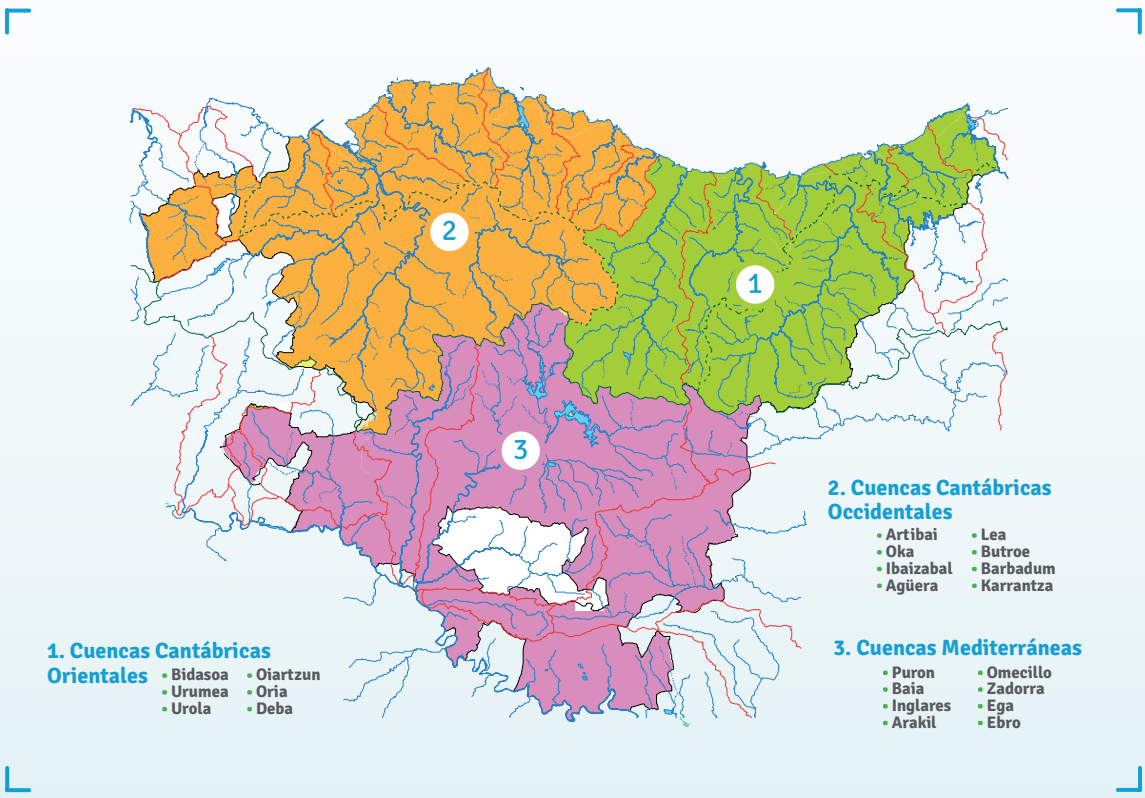 2
1
3
2. Cuencas Cantábricas
Occidentales
• Artibai • Lea
• Oka • Butroe
• Ibaizabal • Barbadum
• Agüera • Karrantza
1. Cuencas Cantábricas
Orientales • Bidasoa • Oiartzun
• Urumea • Oria
• Urola • Deba
3. Cuencas Mediterráneas
• Puron • Omecillo
• Baia • Zadorra
• Inglares • Ega
• Arakil • Ebro